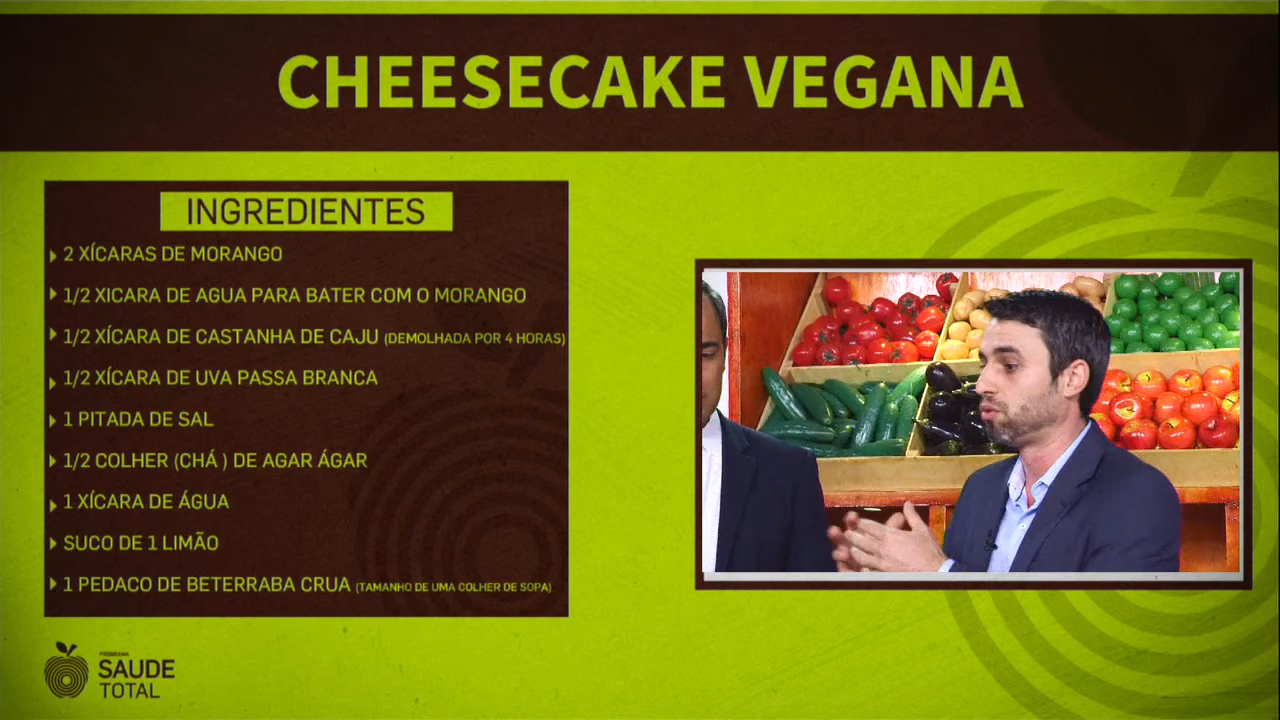 CHEESECAKE VEGANA
INGREDIENTES
2 XÍCARAS DE MORANGO
1/2 XICARA DE AGUA PARA BATER COM O MORANGO
1/2 XÍCARA DE CASTANHA DE CAJU (DEMOLHADA POR 4 HORAS)
1/2 XÍCARA DE UVA PASSA BRANCA
1 PITADA DE SAL
1/2 COLHER (CHÁ ) DE AGAR ÁGAR
1 XÍCARA DE ÁGUA
SUCO DE 1 LIMÃO
1 PEDACO DE BETERRABA CRUA (TAMANHO DE UMA COLHER DE SOPA)
PROGRAMA
SAUDE
TOTAL